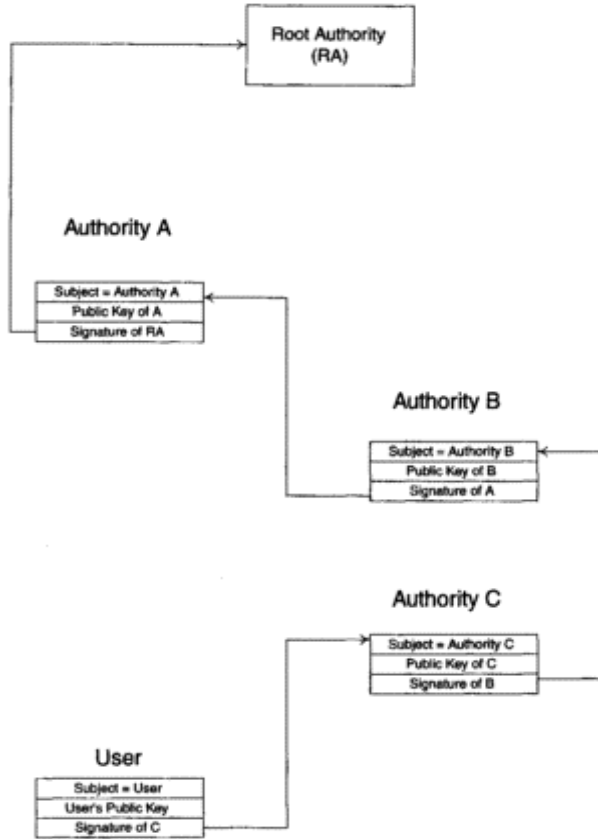 Root Authority
(RA)
Authority A
Subject = Authority A
Public Key of A
Signature of RA
Authority B
Subject = Authority B
Public Key of B
Signature of A
Authority C
Subject = Authority C
Public Key of C
Signature of B
User
Subject = User
User's Public Key
Signature of C